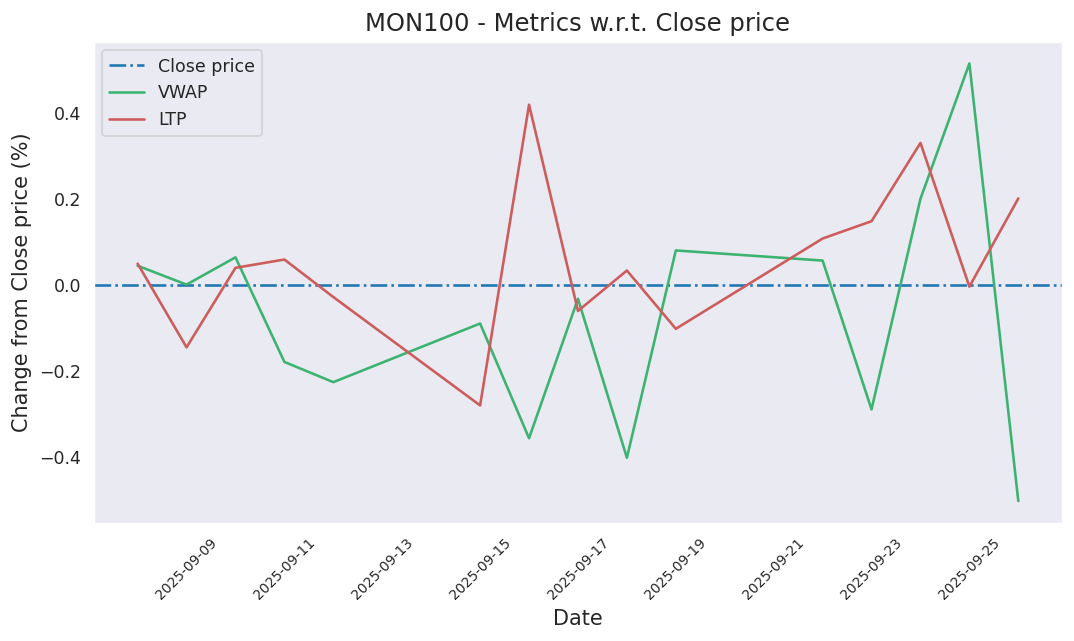 MON100 - Metrics w.r.t. Close price
Close price
VWAP
LTP
Change from Close price (%)
0.4
0.2
0.0
−0.2
−0.4
2025-09-09
2025-09-11
2025-09-13
2025-09-15
2025-09-17
2025-09-19
2025-09-21
2025-09-23
2025-09-25
Date